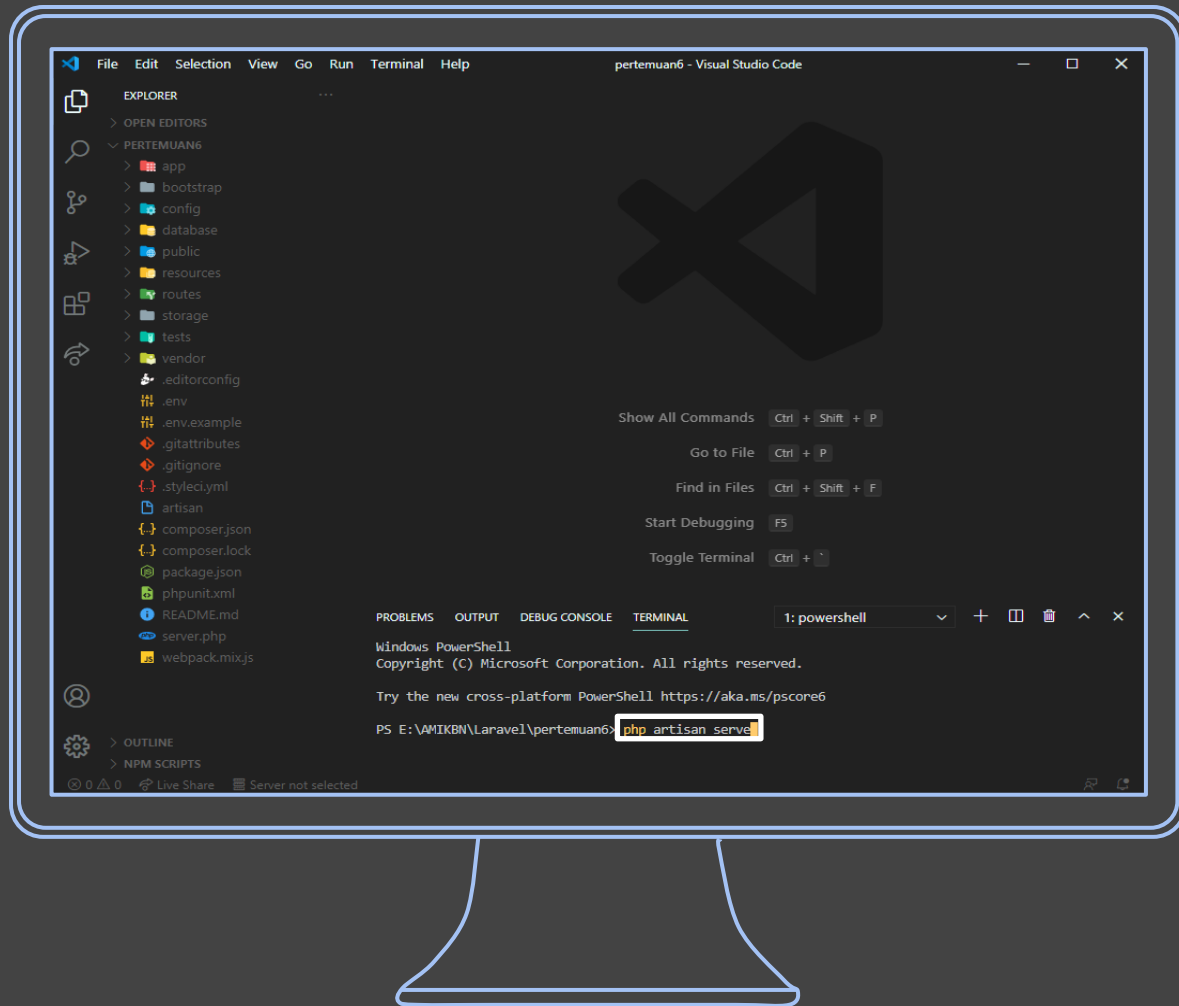 File Edit Selection View Go Run Terminal Help pertemuan6 - Visual Studio Code
EXPLORER
OPEN EDITORS
PERTEMUAN6
app
bootstrap
config
database
public
resources
routes
storage
tests
vendor
.editorconfig
.env
.env.example
.gitattributes
.gitignore
.styleci.yml
artisan
composer.json
composer.lock
package.json
phpunit.xml
README.md
server.php
webpack.mix.js
OUTLINE
NPM SCRIPTS
Show All Commands Ctrl + Shift + P
Go to File Ctrl + P
Find in Files Ctrl + Shift + F
Start Debugging F5
Toggle Terminal Ctrl + `
PROBLEMS OUTPUT DEBUG CONSOLE TERMINAL 1: powershell
Windows PowerShell
Copyright (C) Microsoft Corporation. All rights reserved.
Try the new cross-platform PowerShell https://aka.ms/pscore6
PS E:\AMIKBN\Laravel\pertemuan6> php artisan serve
0 0 Live Share Server not selected